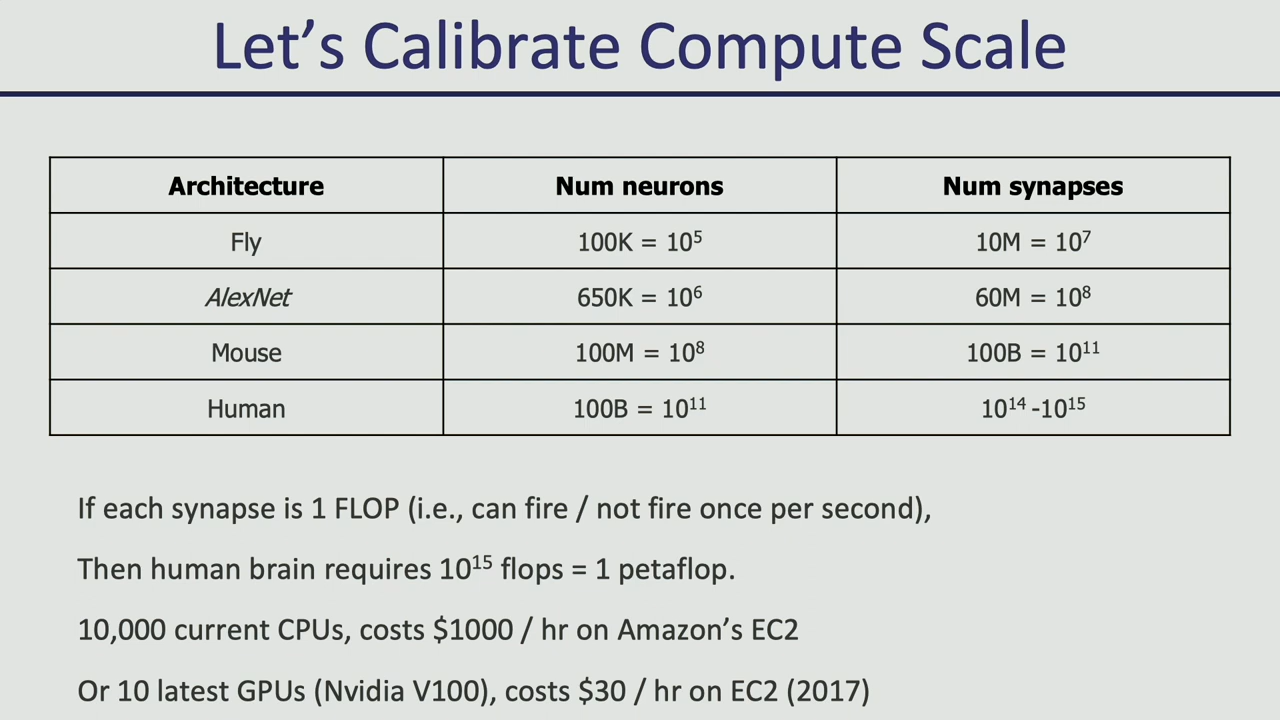 Let's Calibrate Compute Scale
Architecture Num neurons Num synapses
Fly 100K = 10⁵ 10M = 10⁷
AlexNet 650K = 10⁶ 60M = 10⁸
Mouse 100M = 10⁸ 100B = 10¹¹
Human 100B = 10¹¹ 10¹⁴ -10¹⁵
If each synapse is 1 FLOP (i.e., can fire / not fire once per second),
Then human brain requires 10¹⁵ flops = 1 petaflop.
10,000 current CPUs, costs $1000 / hr on Amazon's EC2
Or 10 latest GPUs (Nvidia V100), costs $30 / hr on EC2 (2017)